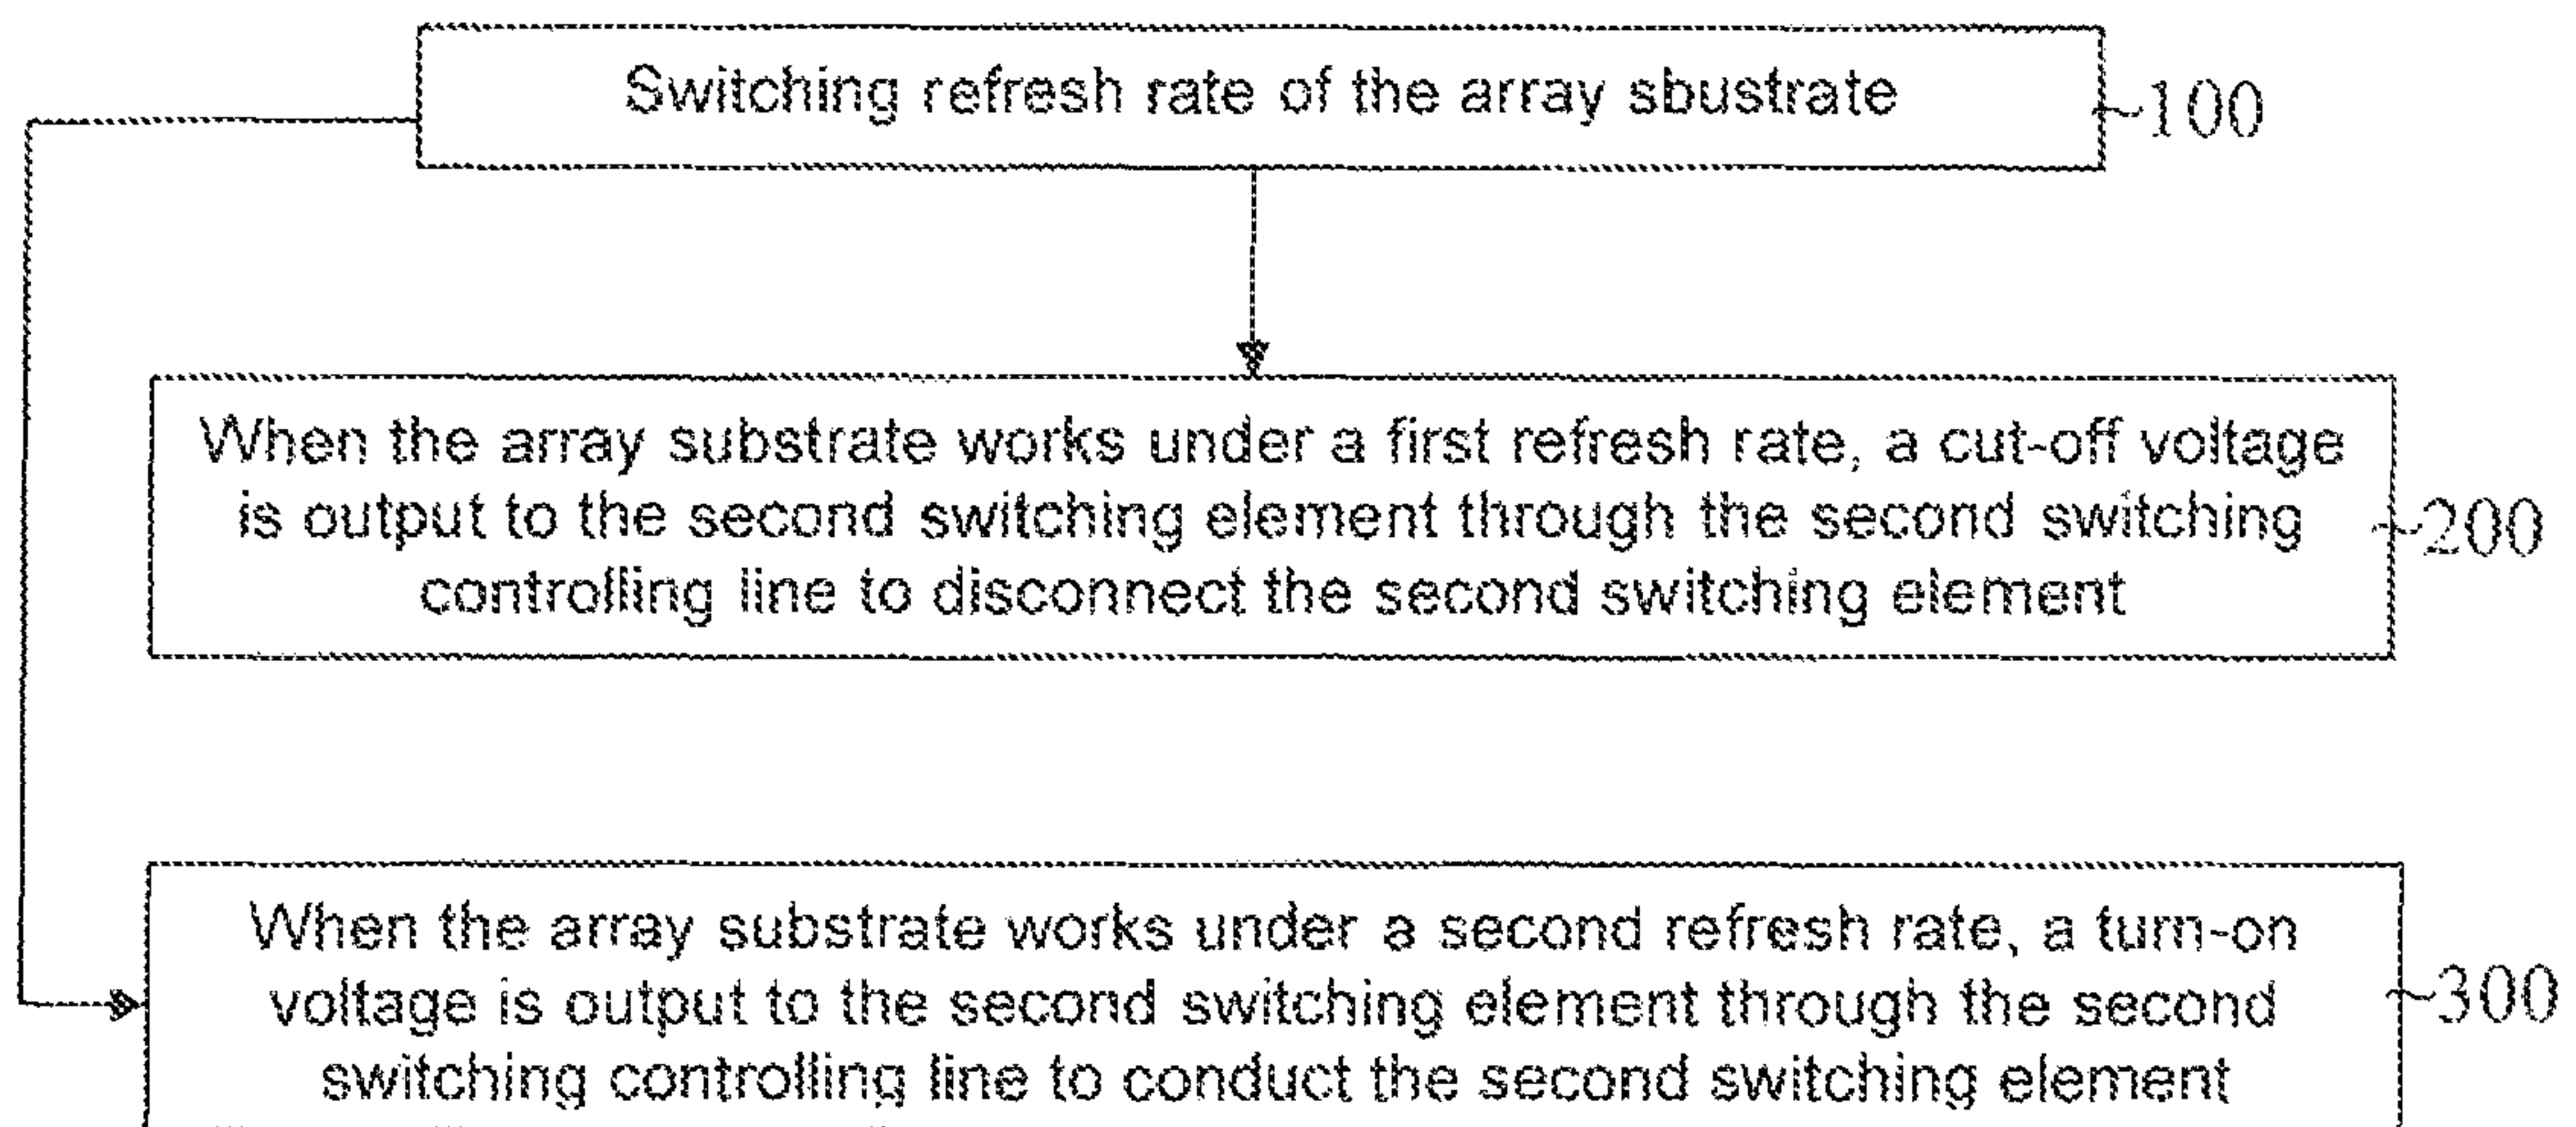 Switching refresh rate of the array sbustrate
100
When the array substrate works under a first refresh rate, a cut-off voltage
is output to the second switching element through the second switching
controlling line to disconnect the second switching element
200
When the array substrate works under a second refresh rate, a turn-on
voltage is output to the second switching element through the second
switching controlling line to conduct the second switching element
300